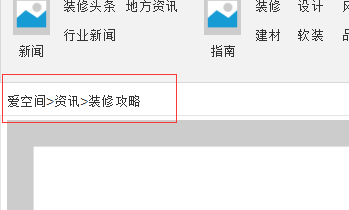 装修头条 地方资讯
行业新闻
新闻
装修 设计
建材 软装
指南
爱空间>资讯>装修攻略